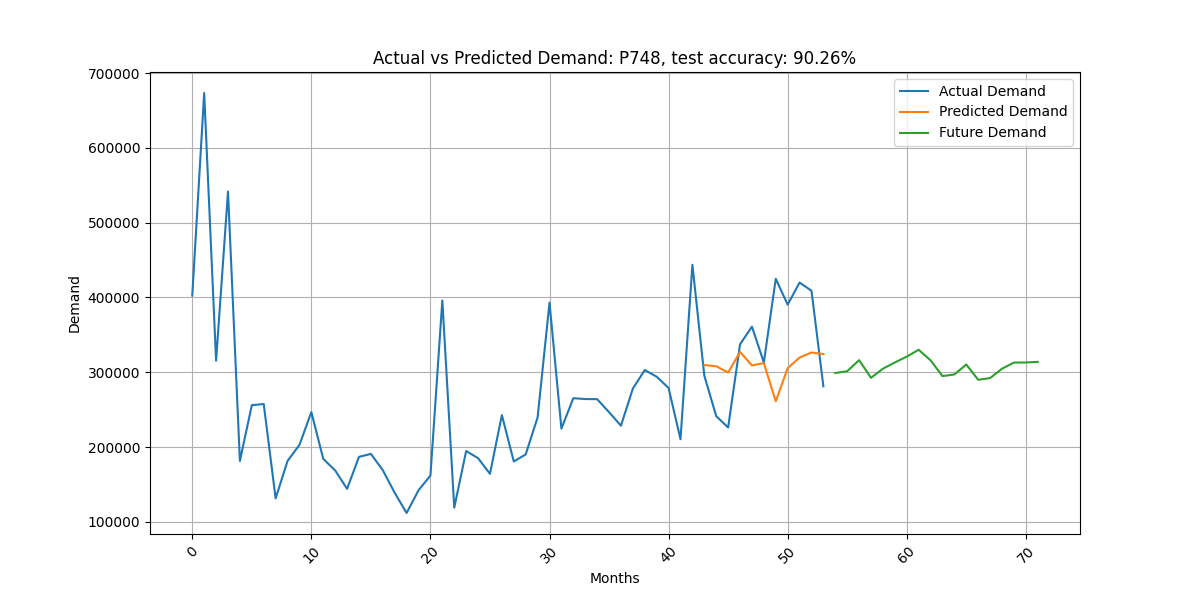 Actual vs Predicted Demand: P748, test accuracy: 90.26%
700000
600000
500000
400000
300000
200000
100000
Demand
Actual Demand
Predicted Demand
Future Demand
0
10
20
30
40
50
60
70
Months